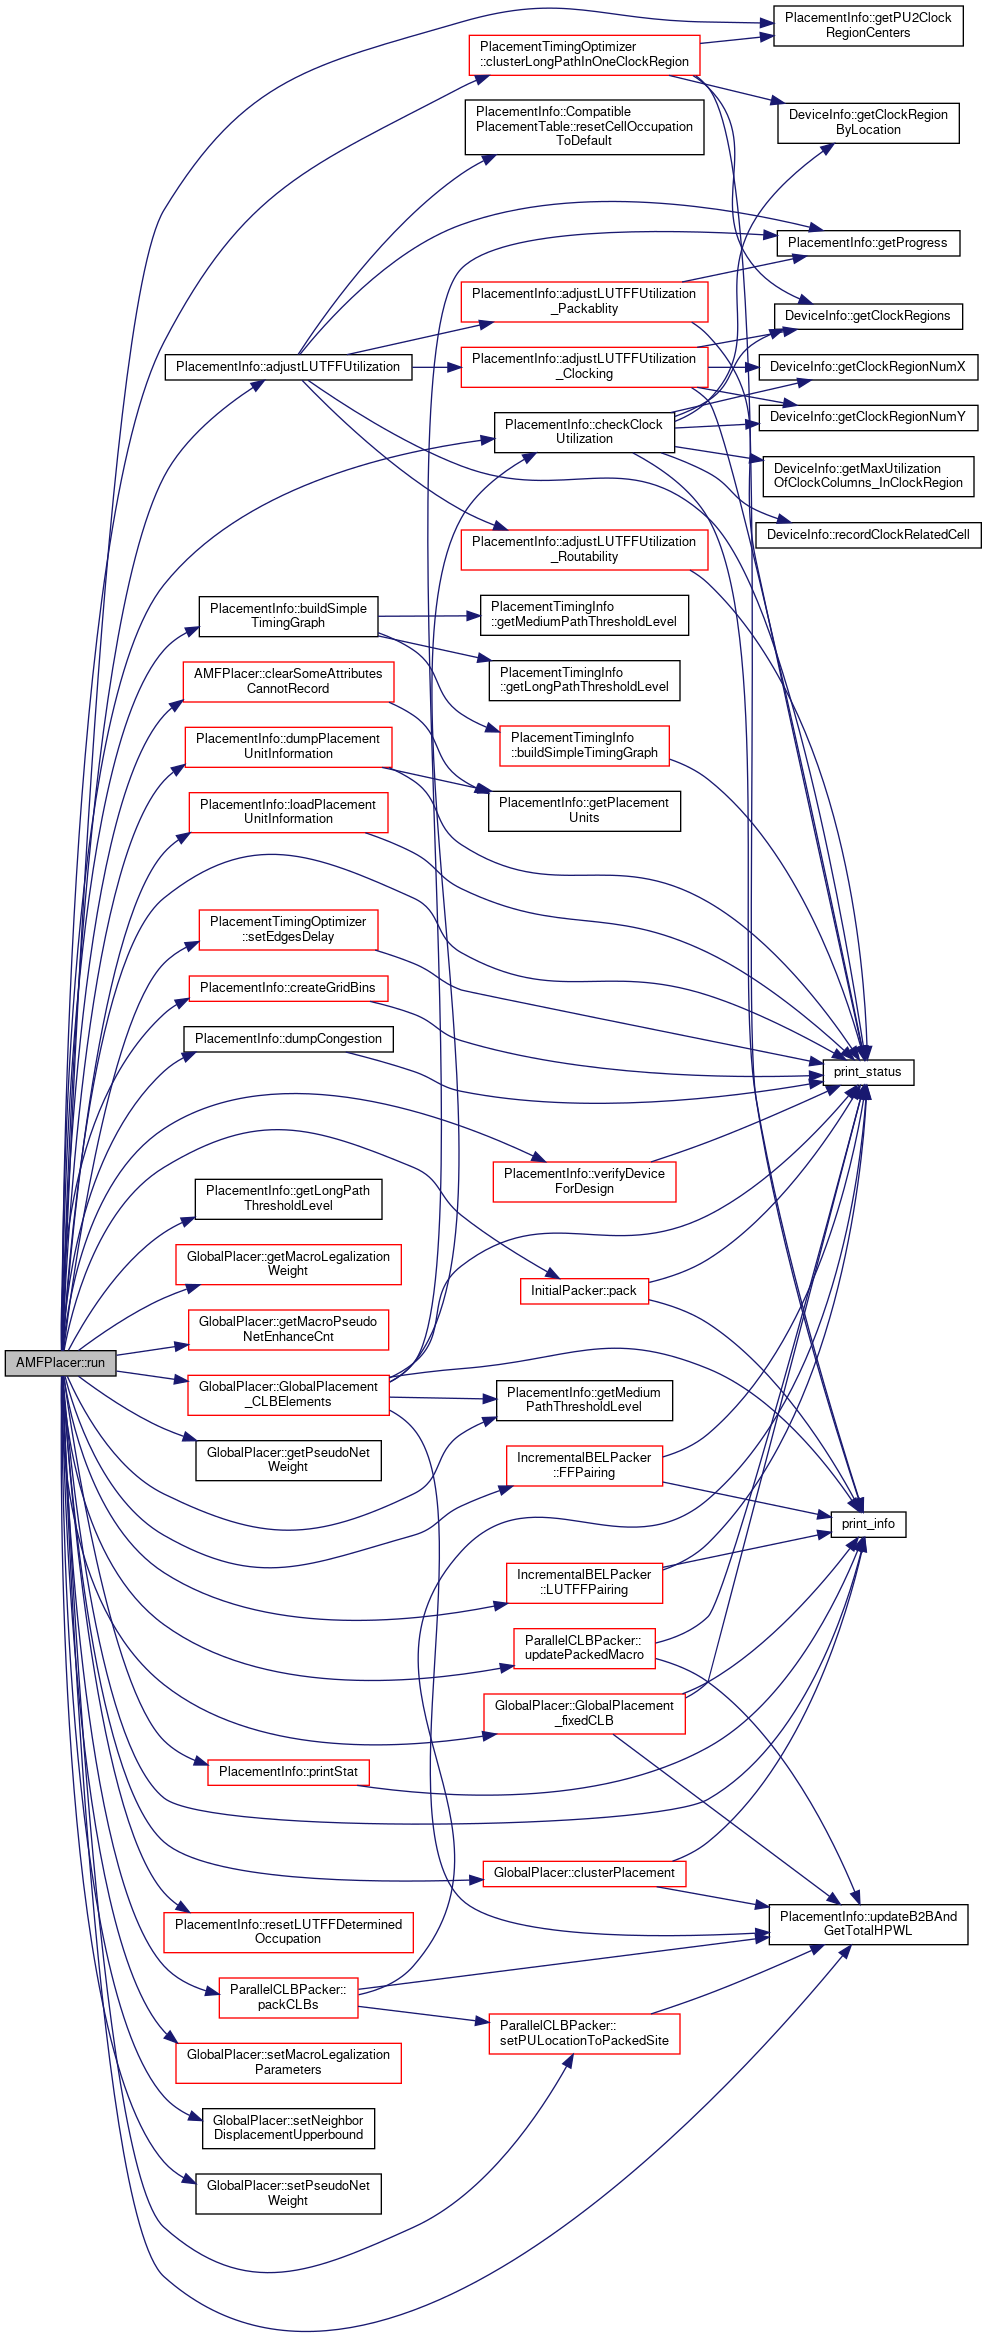 PlacementInfo::getPU2Clock
RegionCenters
PlacementTimingOptimizer
::clusterLongPathInOneClockRegion
PlacementInfo::Compatible
PlacementTable::resetCellOccupation
ToDefault
DeviceInfo::getClockRegion
ByLocation
PlacementInfo::getProgress
PlacementInfo::adjustLUTFFUtilization
_Packablity
DeviceInfo::getClockRegions
PlacementInfo::adjustLUTFFUtilization
PlacementInfo::adjustLUTFFUtilization
_Clocking
DeviceInfo::getClockRegionNumX
DeviceInfo::getClockRegionNumY
PlacementInfo::checkClock
Utilization
DeviceInfo::getMaxUtilization
OfClockColumns_InClockRegion
DeviceInfo::recordClockRelatedCell
PlacementInfo::adjustLUTFFUtilization
_Routability
PlacementInfo::buildSimple
TimingGraph
PlacementTimingInfo
::getMediumPathThresholdLevel
AMFPlacer::clearSomeAttributes
CannotRecord
PlacementTimingInfo
::getLongPathThresholdLevel
PlacementInfo::dumpPlacement
UnitInformation
PlacementTimingInfo
::buildSimpleTimingGraph
PlacementInfo::loadPlacement
UnitInformation
PlacementInfo::getPlacement
Units
PlacementTimingOptimizer
::setEdgesDelay
PlacementInfo::createGridBins
PlacementInfo::dumpCongestion
print_status
PlacementInfo::verifyDevice
ForDesign
PlacementInfo::getLongPath
ThresholdLevel
GlobalPlacer::getMacroLegalization
Weight
InitialPacker::pack
GlobalPlacer::getMacroPseudo
NetEnhanceCnt
AMFPlacer::run
GlobalPlacer::GlobalPlacement
_CLBElements
PlacementInfo::getMedium
PathThresholdLevel
GlobalPlacer::getPseudoNet
Weight
IncrementalBELPacker
::FFPairing
print_info
IncrementalBELPacker
::LUTFFPairing
ParallelCLBPacker::
updatePackedMacro
GlobalPlacer::GlobalPlacement
_fixedCLB
PlacementInfo::printStat
GlobalPlacer::clusterPlacement
PlacementInfo::resetLUTFFDetermined
Occupation
PlacementInfo::updateB2BAnd
GetTotalHPWL
ParallelCLBPacker::
packCLBs
ParallelCLBPacker::
setPULocationToPackedSite
GlobalPlacer::setMacroLegalization
Parameters
GlobalPlacer::setNeighbor
DisplacementUpperbound
GlobalPlacer::setPseudoNet
Weight